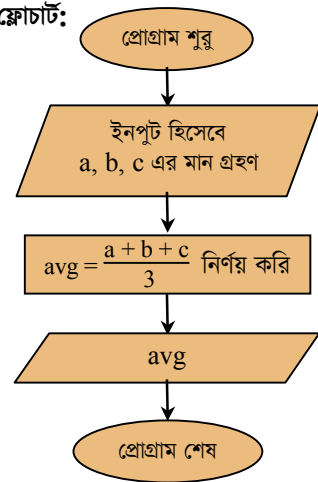 ফ্লোচার্ট:
প্রোগ্রাম শুরু
ইনপুট হিসেবে
a, b, c এর মান গ্রহণ
avg = (a + b + c)/3 নির্ণয় করি
avg
প্রোগ্রাম শেষ